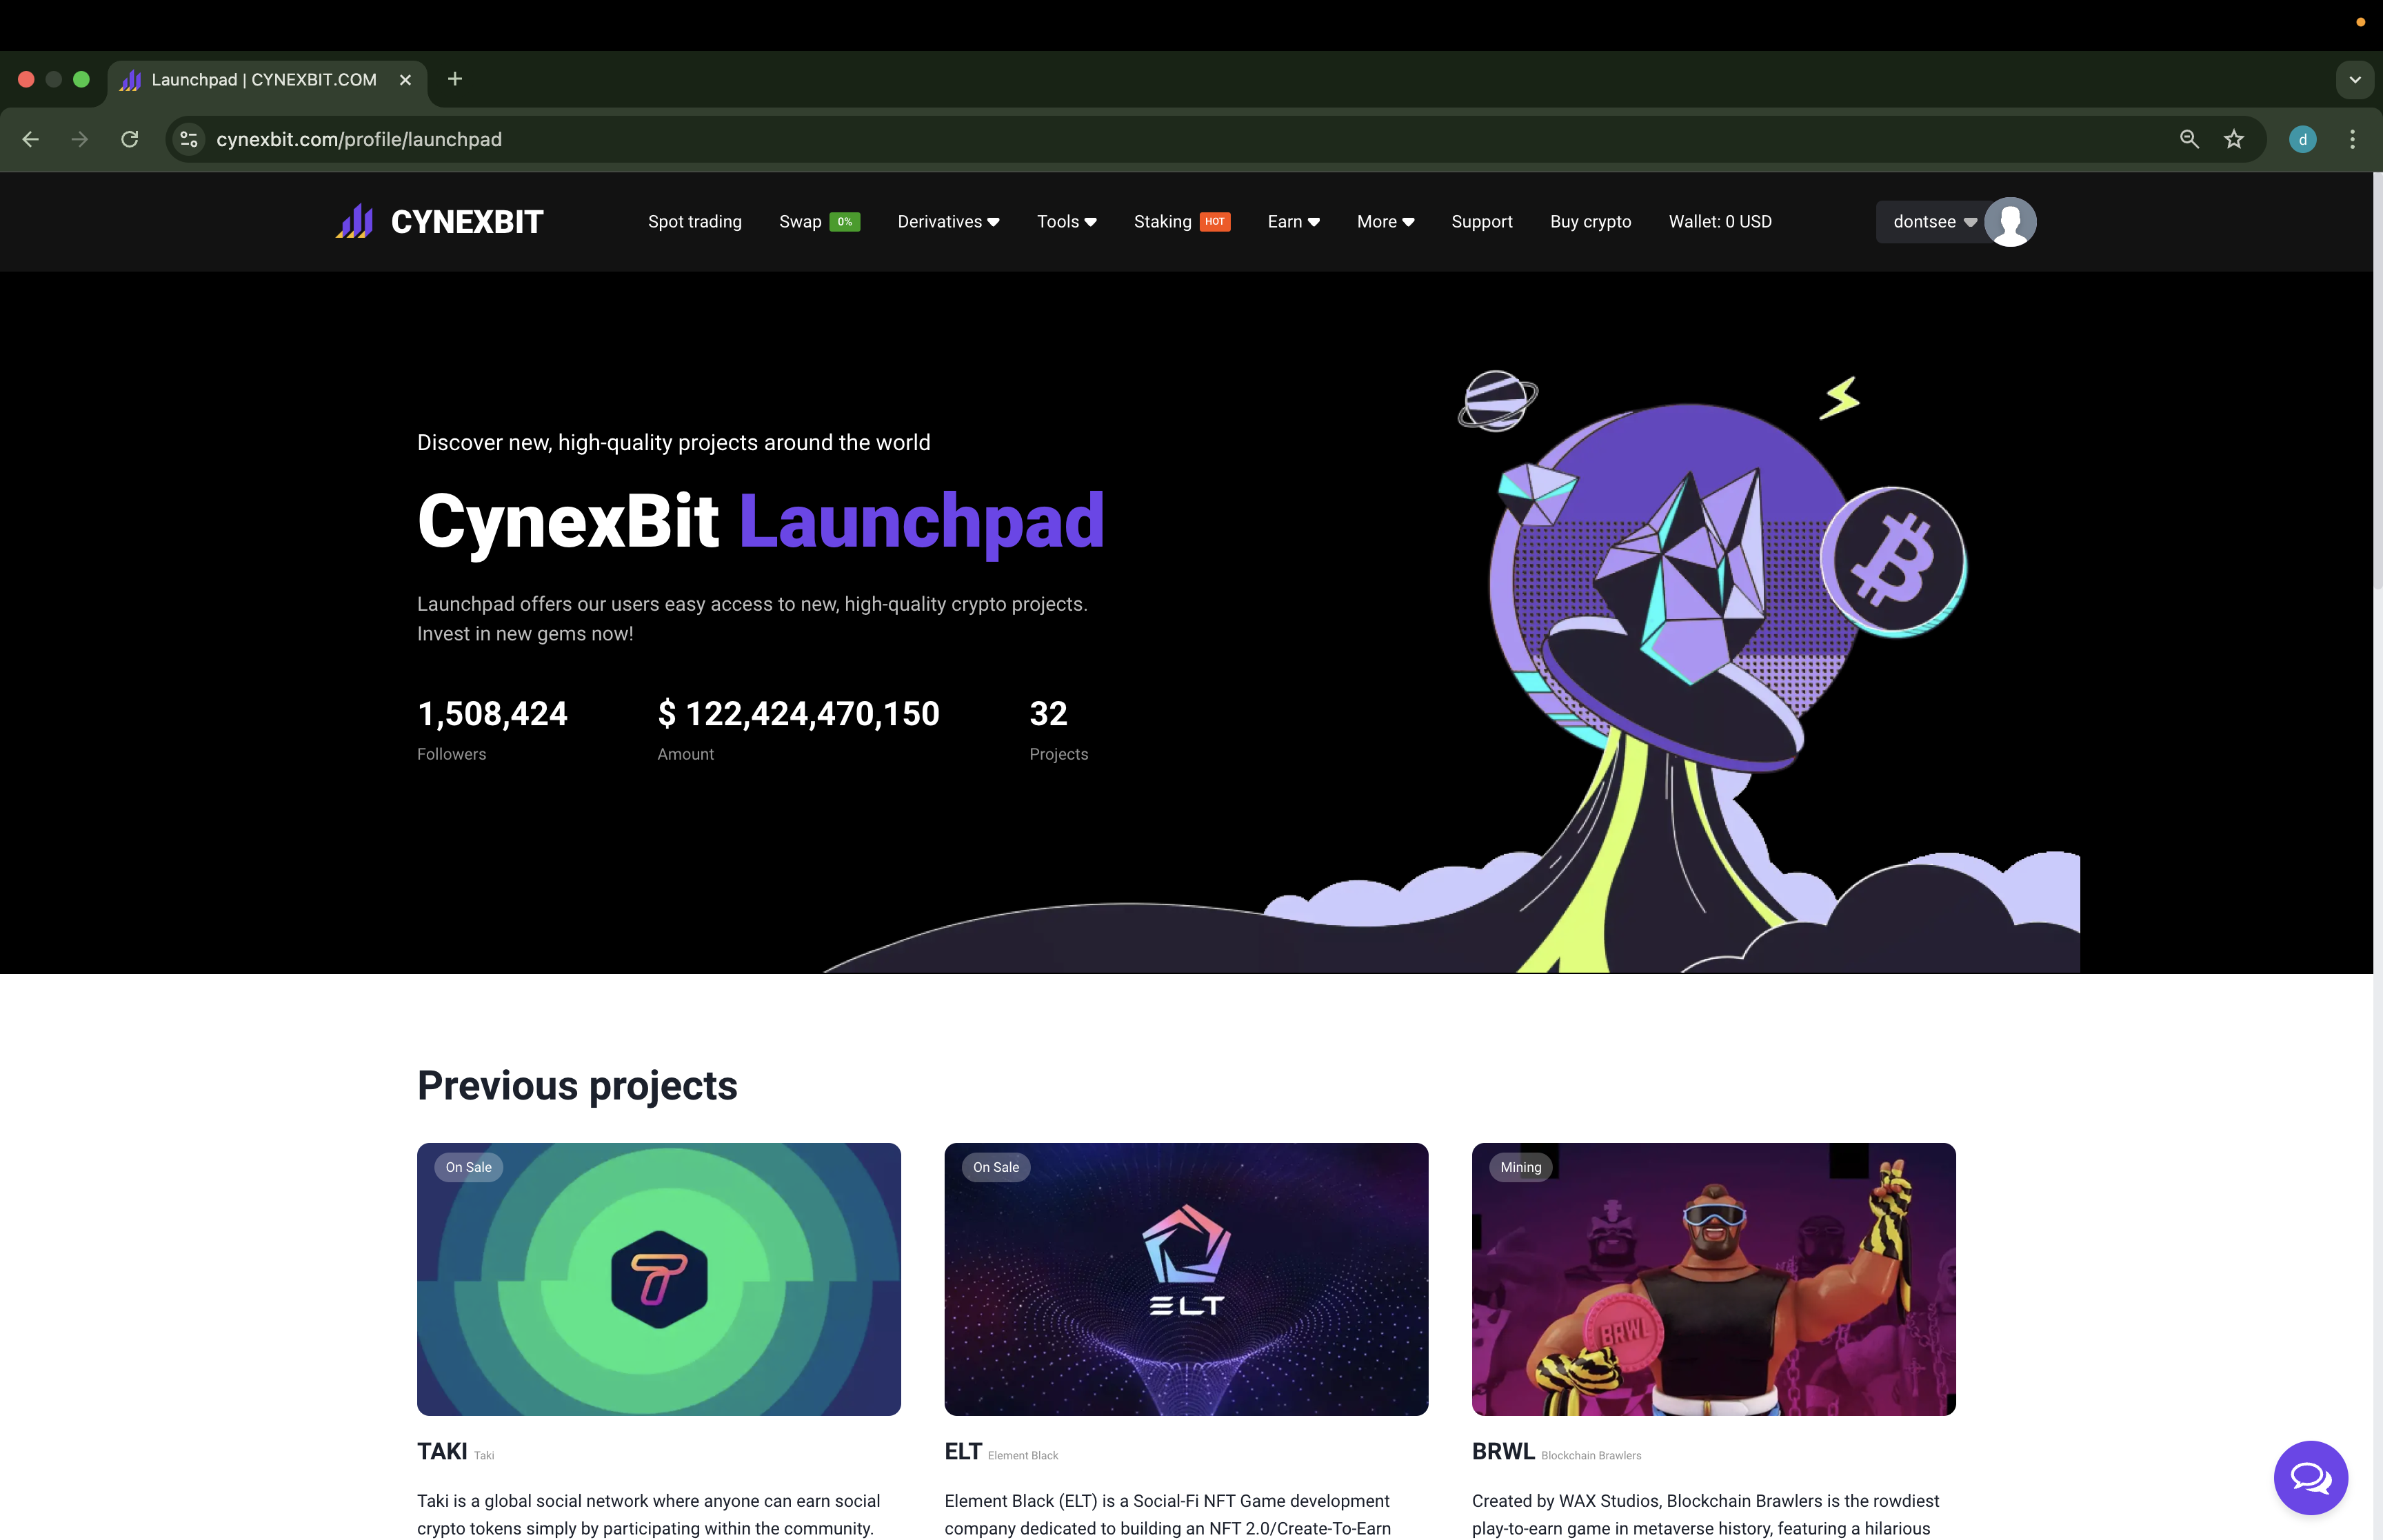 Launchpad | CYNEXBIT.COM
cynexbit.com/profile/launchpad
d
CYNEXBIT
Spot trading
Swap 0%
Derivatives
Tools
Staking HOT
Earn
More
Support
Buy crypto
Wallet: 0 USD
dontsee
Discover new, high-quality projects around the world
CynexBit Launchpad
Launchpad offers our users easy access to new, high-quality crypto projects.
Invest in new gems now!
1,508,424
Followers
$ 122,424,470,150
Amount
32
Projects
Previous projects
On Sale
TAKI Taki
Taki is a global social network where anyone can earn social
crypto tokens simply by participating within the community.
On Sale
ELT
ELT Element Black
Element Black (ELT) is a Social-Fi NFT Game development
company dedicated to building an NFT 2.0/Create-To-Earn
Mining
BRWL
BRWL Blockchain Brawlers
Created by WAX Studios, Blockchain Brawlers is the rowdiest
play-to-earn game in metaverse history, featuring a hilarious